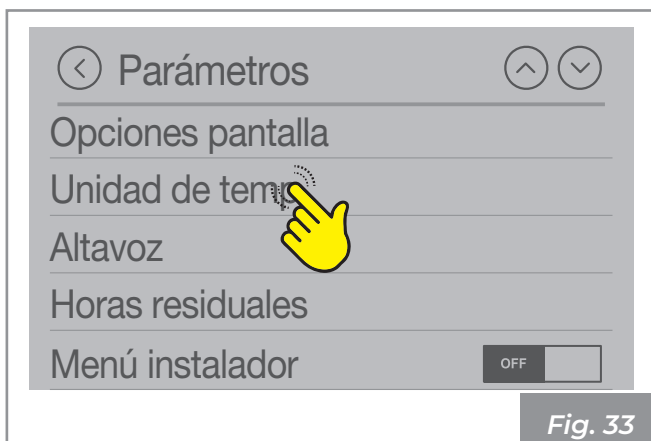 Parámetros
Opciones pantalla
Unidad de temp
Altavoz
Horas residuales
Menú instalador OFF
Fig. 33